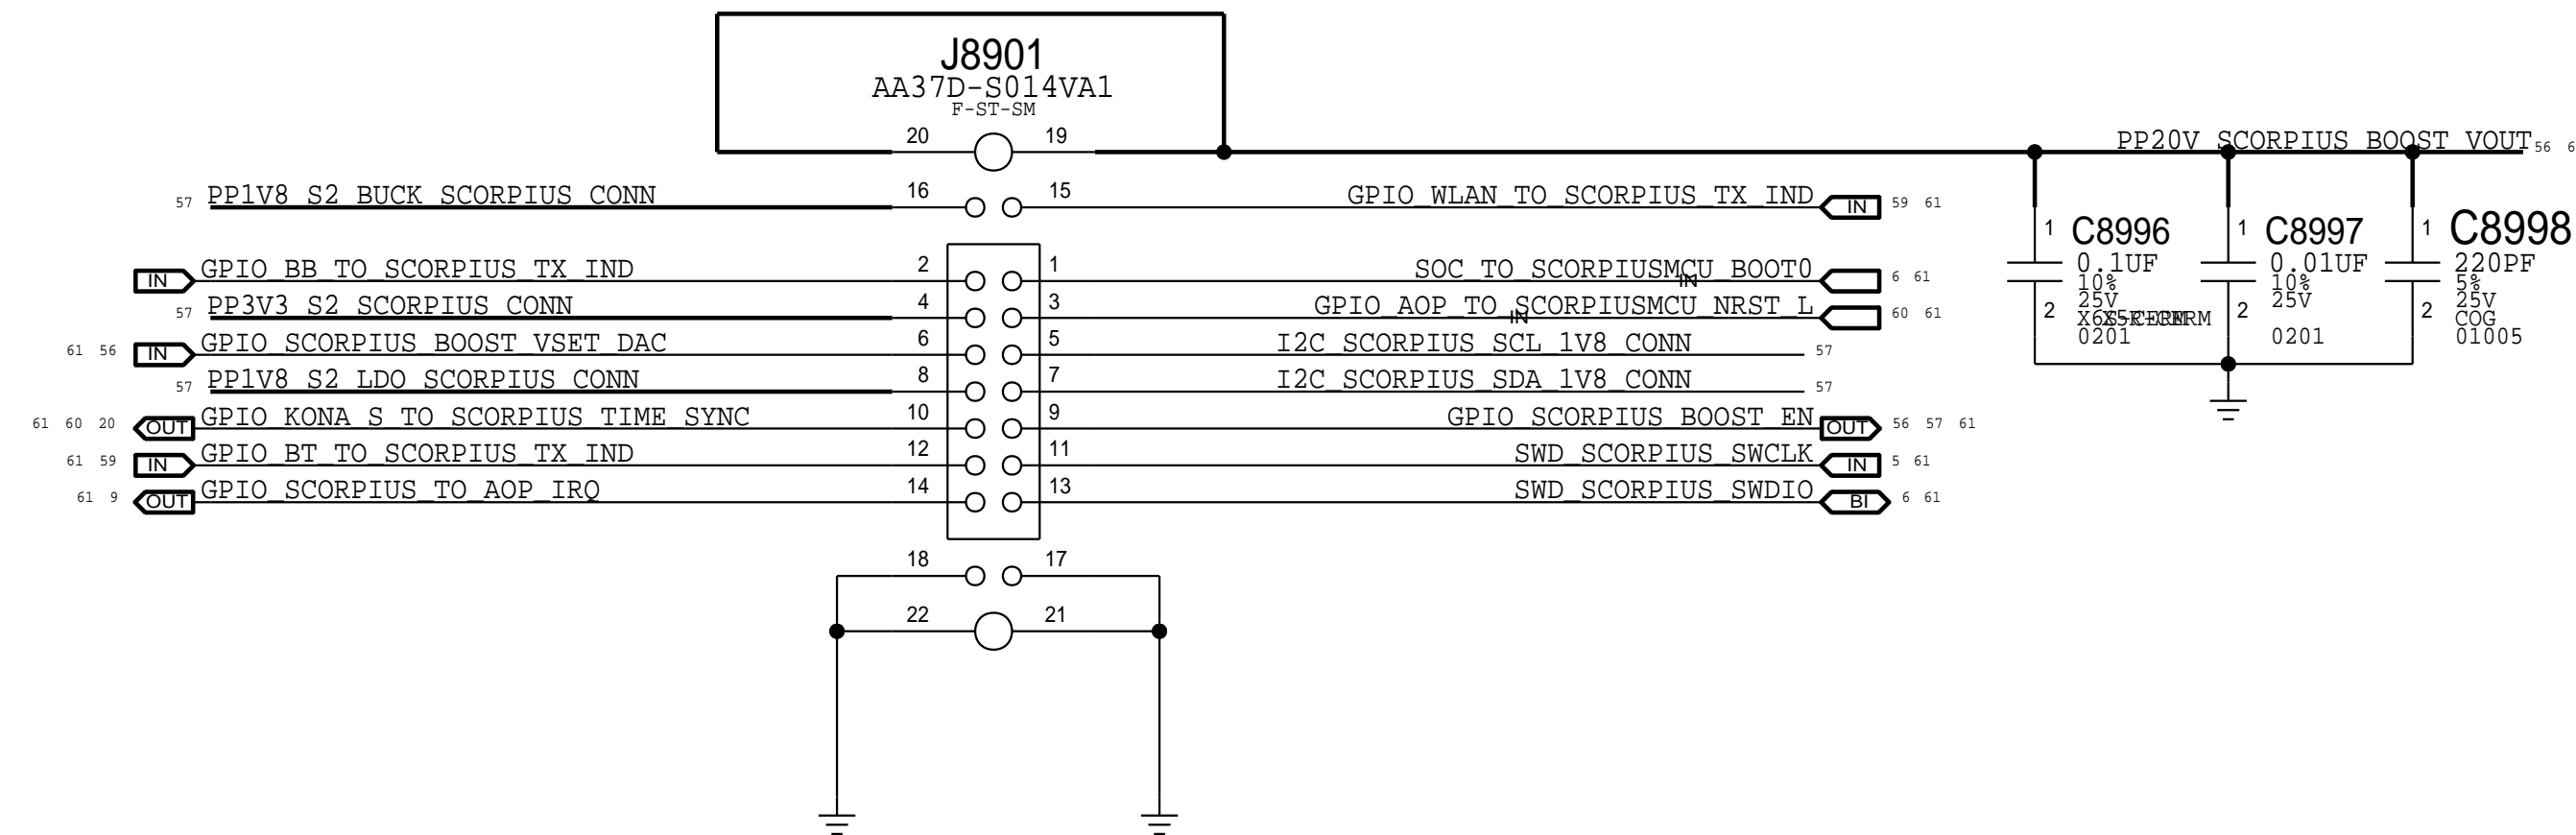 J8901
AA37D-S014VA1
F-ST-SM
20 19
PP20V_SCORPIUS_BOOST_VOUT 56 6
57 PP1V8_S2_BUCK_SCORPIUS_CONN 16 15 GPIO_WLAN_TO_SCORPIUS_TX_IND IN 59 61
IN GPIO_BB_TO_SCORPIUS_TX_IND 2 1 SOC_TO_SCORPIUSMCU_BOOT0 IN 6 61
57 PP3V3_S2_SCORPIUS_CONN 4 3 GPIO_AOP_TO_SCORPIUSMCU_NRST_L IN 60 61
61 56 IN GPIO_SCORPIUS_BOOST_VSET_DAC 6 5 I2C_SCORPIUS_SCL_1V8_CONN 57
57 PP1V8_S2_LDO_SCORPIUS_CONN 8 7 I2C_SCORPIUS_SDA_1V8_CONN 57
61 60 20 OUT GPIO_KONA_S_TO_SCORPIUS_TIME_SYNC 10 9 GPIO_SCORPIUS_BOOST_EN OUT 56 57 61
61 59 IN GPIO_BT_TO_SCORPIUS_TX_IND 12 11 SWD_SCORPIUS_SWCLK IN 5 61
61 9 OUT GPIO_SCORPIUS_TO_AOP_IRQ 14 13 SWD_SCORPIUS_SWDIO BI 6 61
18 17
22 21
1 C8996
0.1UF
10%
25V
2
0201
1 C8997
0.01UF
10%
25V
2
0201
1 C8998
220PF
5%
25V
2 COG
01005